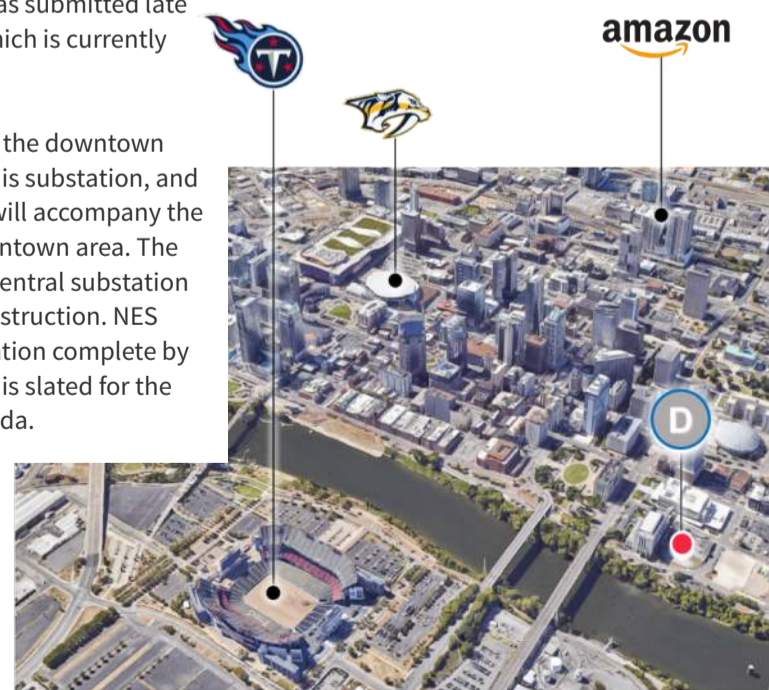 as submitted late
hich is currently
amazon
the downtown
is substation, and
will accompany the
ntown area. The
entral substation
struction. NES
ation complete by
is slated for the
da.
T
D